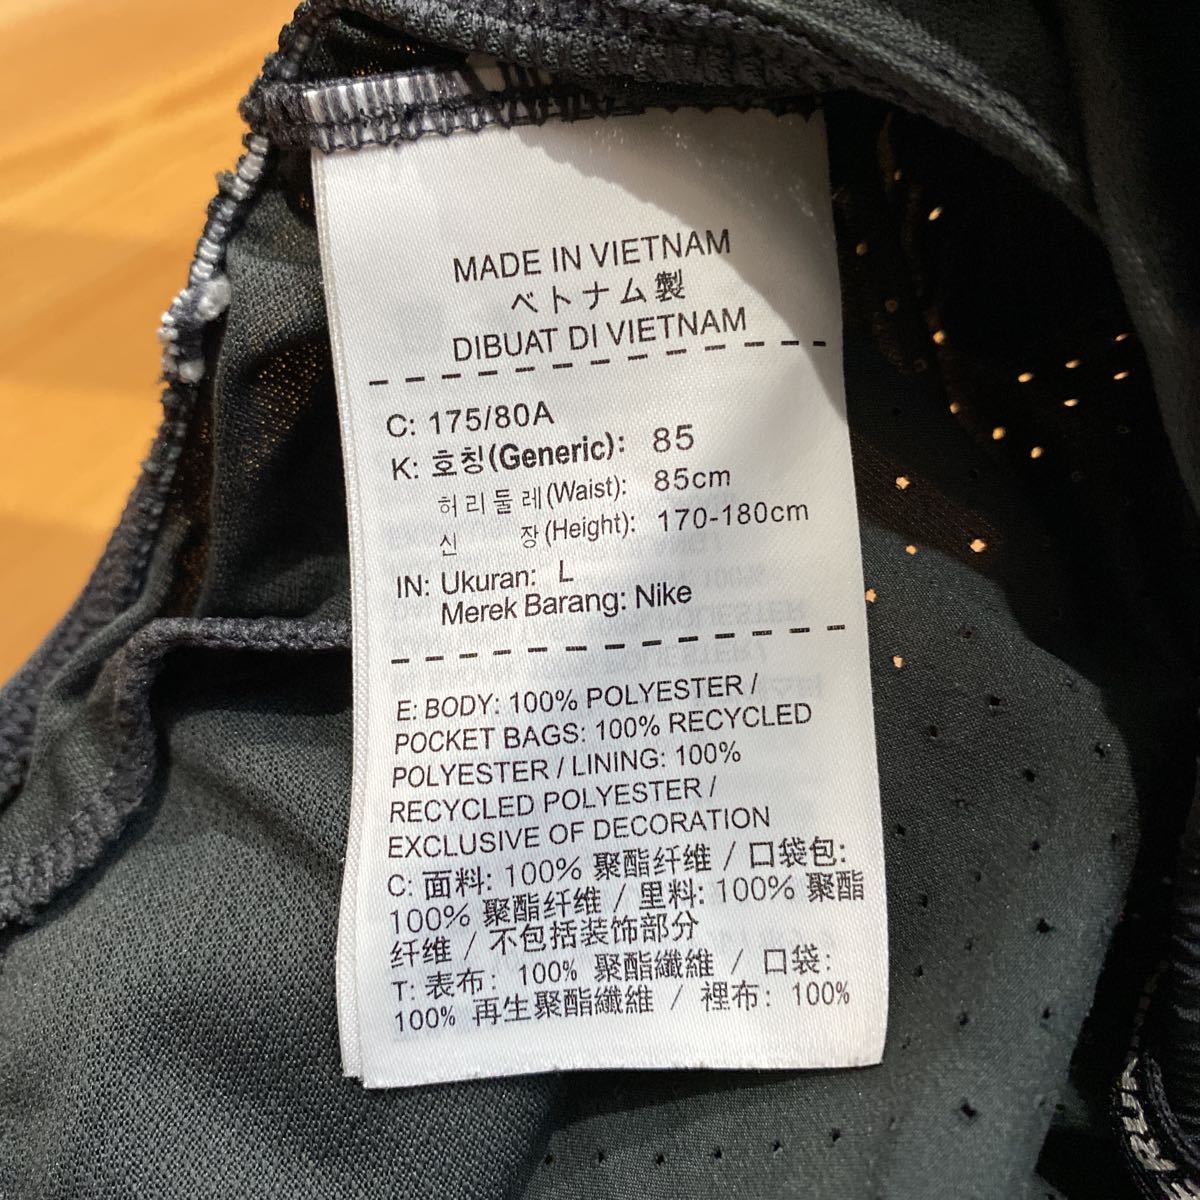 MADE IN VIETNAM
ベトナム製
DIBUAT DI VIETNAM
C: 175/80A
K: 호칭(Generic): 85
허리둘레(Waist): 85cm
신 장(Height): 170-180cm
IN: Ukuran: L
Merek Barang: Nike
E: BODY: 100% POLYESTER /
POCKET BAGS: 100% RECYCLED
POLYESTER / LINING: 100%
RECYCLED POLYESTER /
EXCLUSIVE OF DECORATION
C: 面料: 100% 聚酯纤维 / 口袋包:
100% 聚酯纤维 / 里料: 100% 聚酯
纤维 / 不包括装饰部分
T: 表布: 100% 聚酯纖維 / 口袋:
100% 再生聚酯纖維 / 裡布: 100%